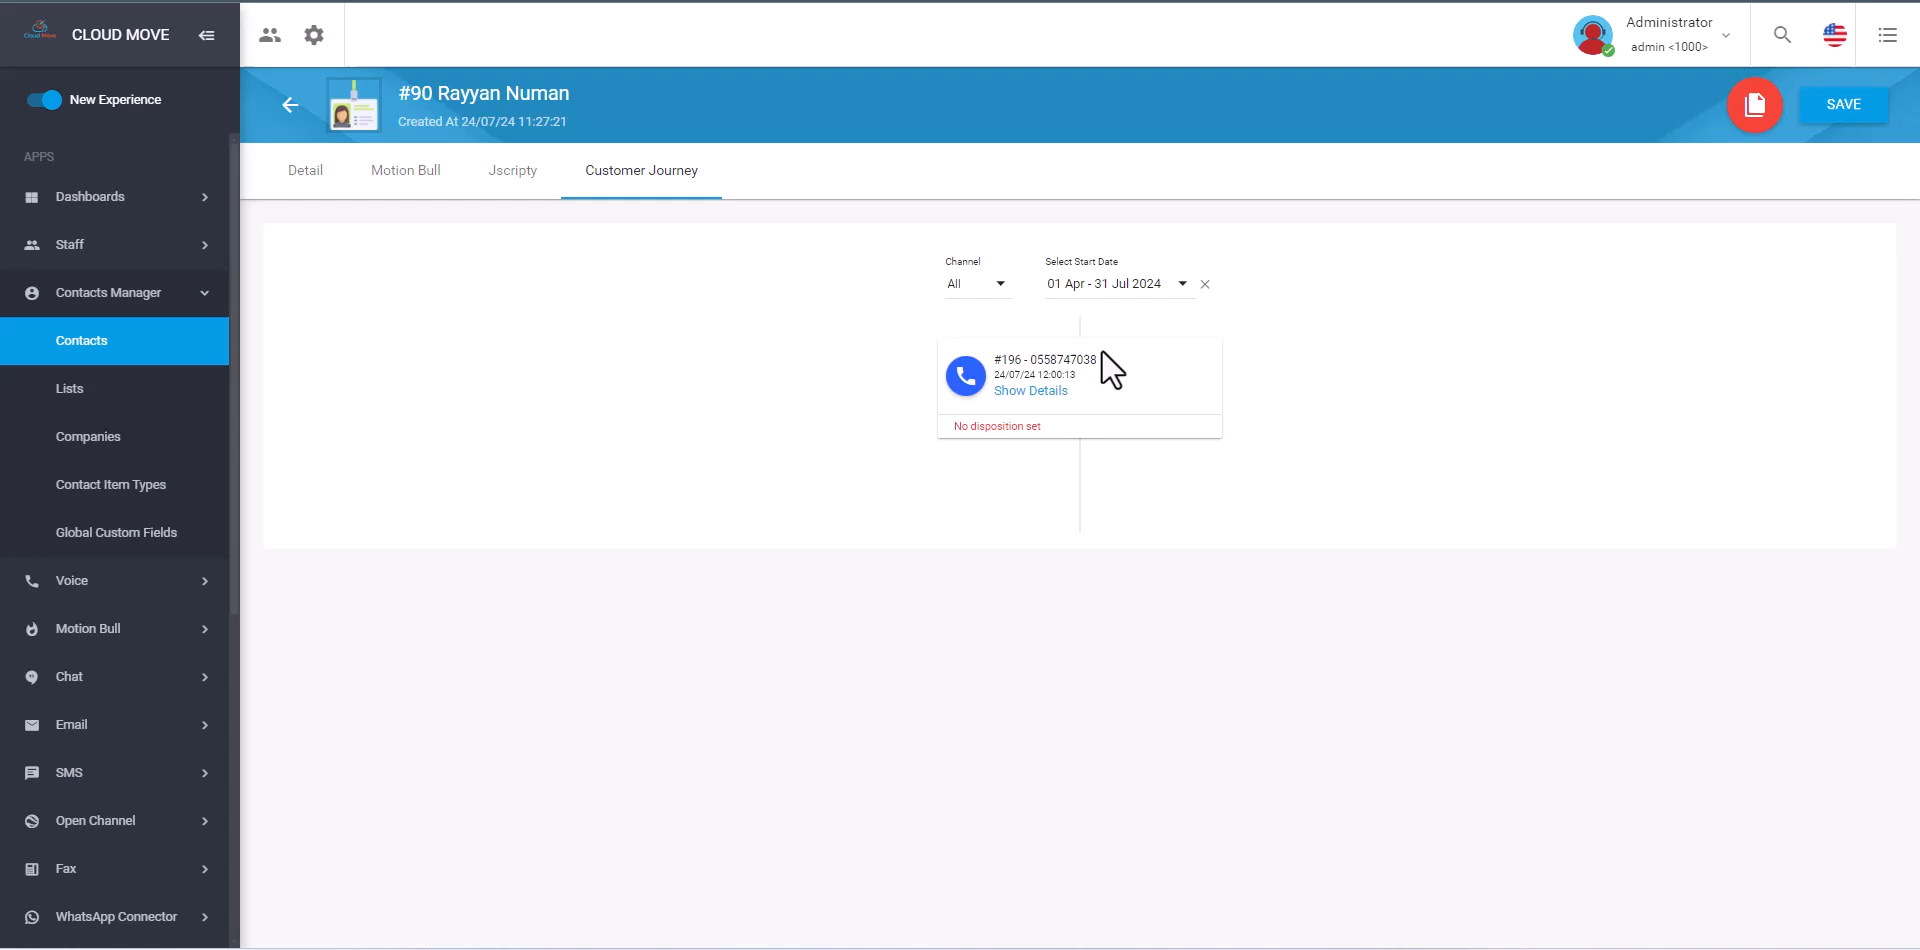 CLOUD MOVE
Administrator
admin <1000>
New Experience
#90 Rayyan Numan
Created At 24/07/24 11:27:21
SAVE
APPS
Dashboards
Staff
Contacts Manager
Contacts
Lists
Companies
Contact Item Types
Global Custom Fields
Voice
Motion Bull
Chat
Email
SMS
Open Channel
Fax
WhatsApp Connector
Detail
Motion Bull
Jscripty
Customer Journey
Channel
All
Select Start Date
01 Apr - 31 Jul 2024
#196 - 0558747038
24/07/24 12:00:13
Show Details
No disposition set